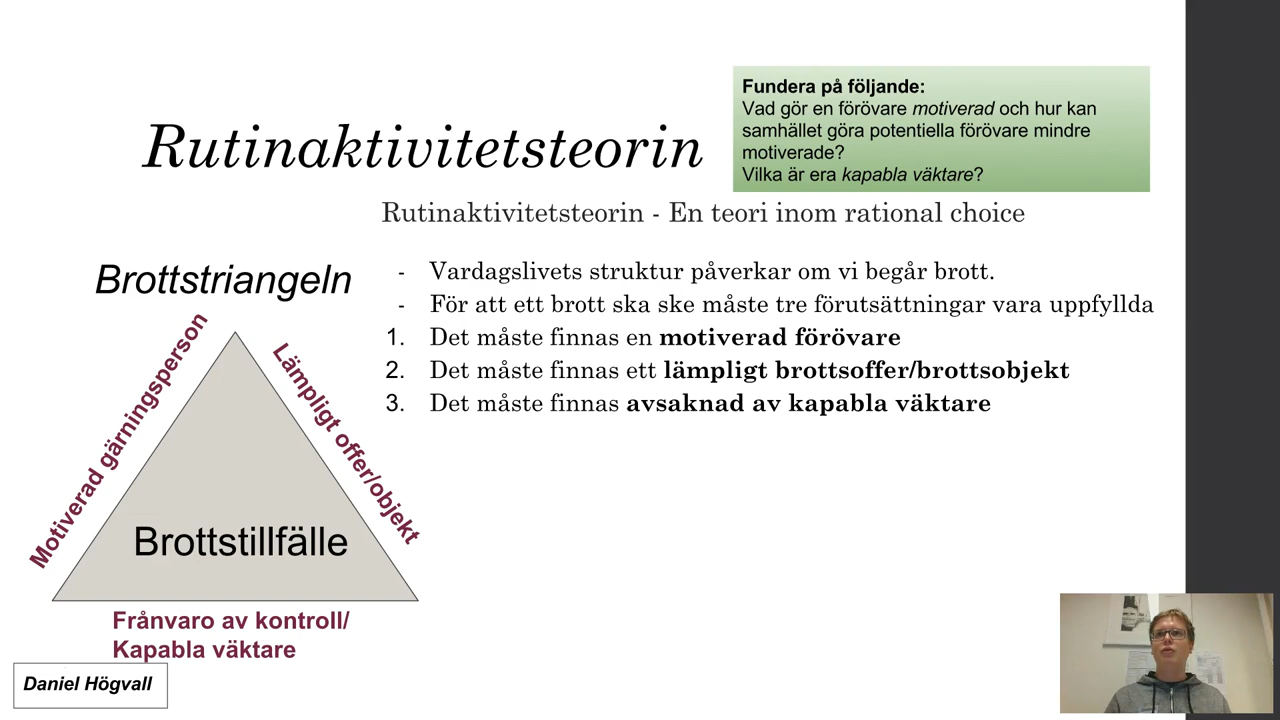 Fundera på följande:
Vad gör en förövare motiverad och hur kan
samhället göra potentiella förövare mindre
motiverade?
Vilka är era kapabla väktare?
Rutinaktivitetsteorin
Rutinaktivitetsteorin - En teori inom rational choice
Brottstriangeln
- Vardagslivets struktur påverkar om vi begår brott.
- För att ett brott ska ske måste tre förutsättningar vara uppfyllda
1. Det måste finnas en motiverad förövare
2. Det måste finnas ett lämpligt brottsoffer/brottsobjekt
3. Det måste finnas avsaknad av kapabla väktare
Motiverad gärningsperson
Lämpligt offer/objekt
Brottstillfälle
Frånvaro av kontroll/
Kapabla väktare
Daniel Högvall